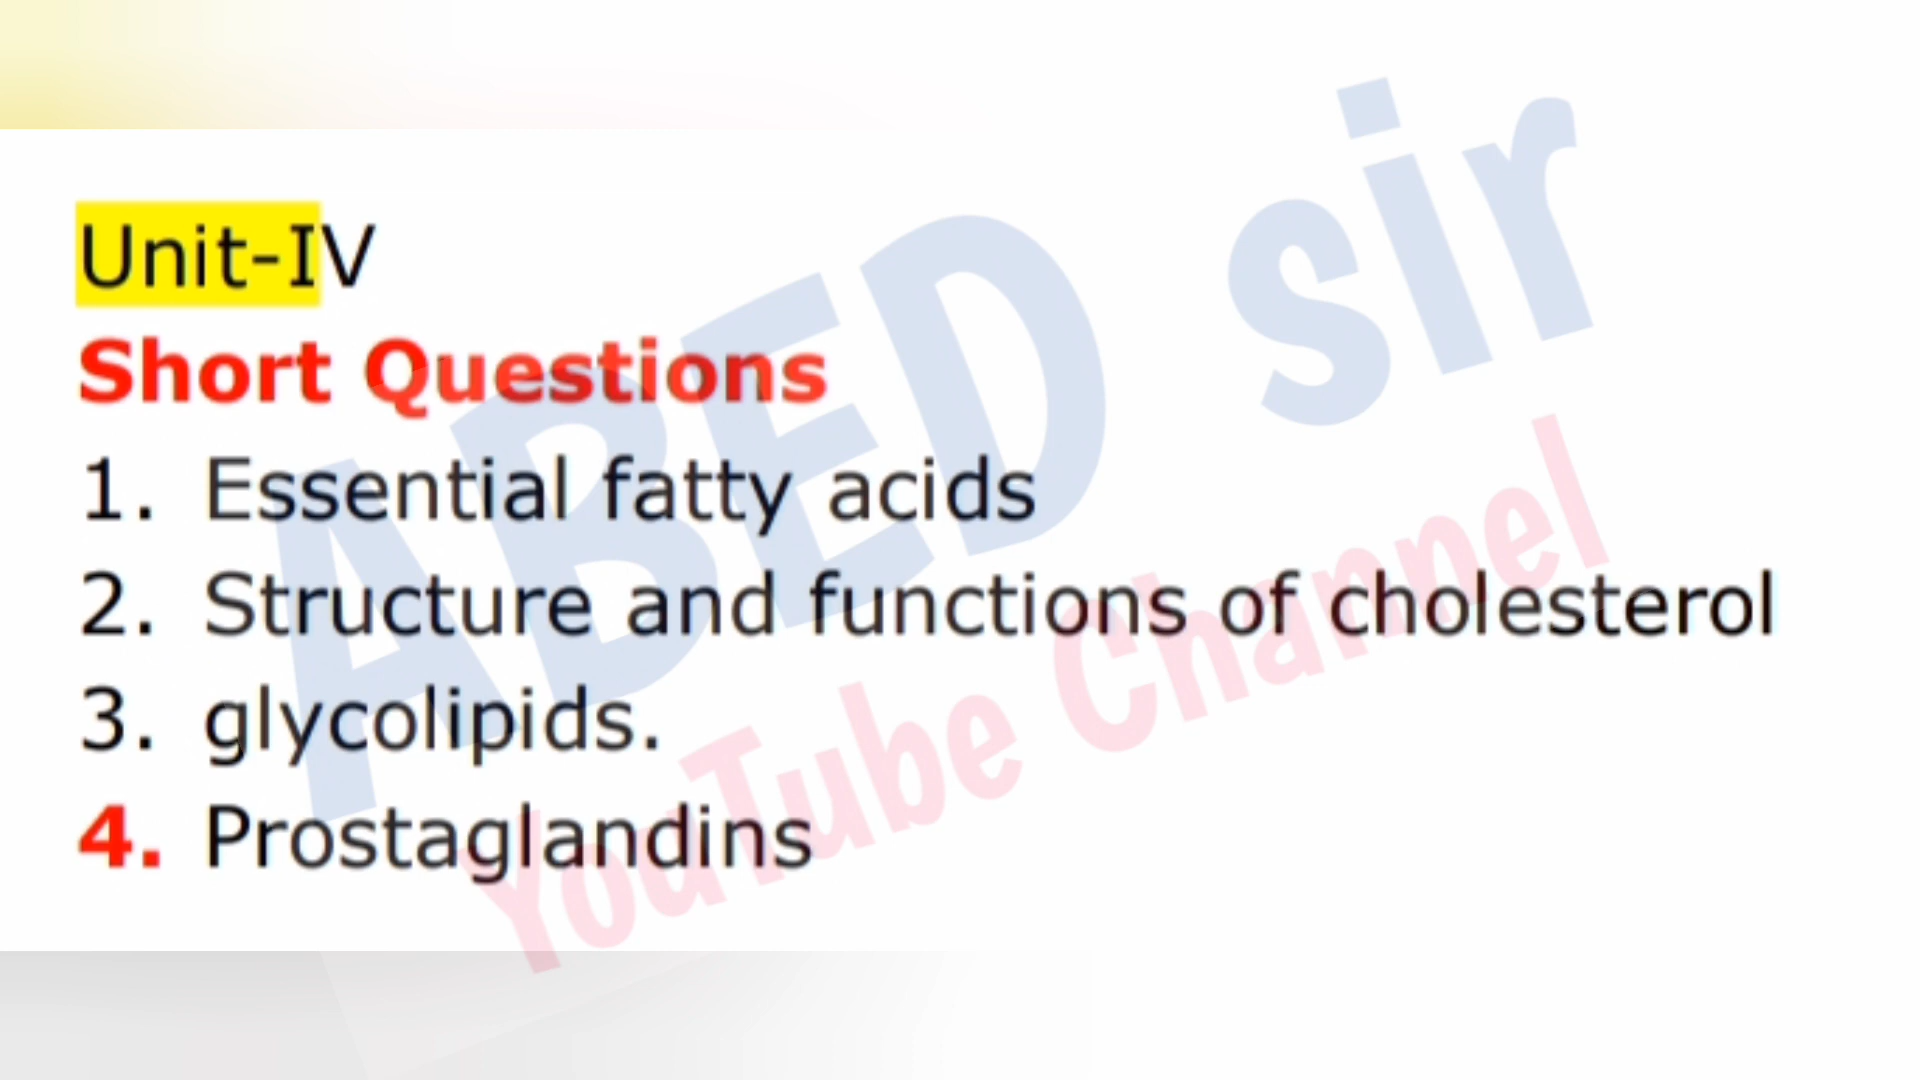 Unit-IV
Short Questions
1. Essential fatty acids
2. Structure and functions of cholesterol
3. glycolipids.
4. Prostaglandins
ABED sir
YouTube Channel